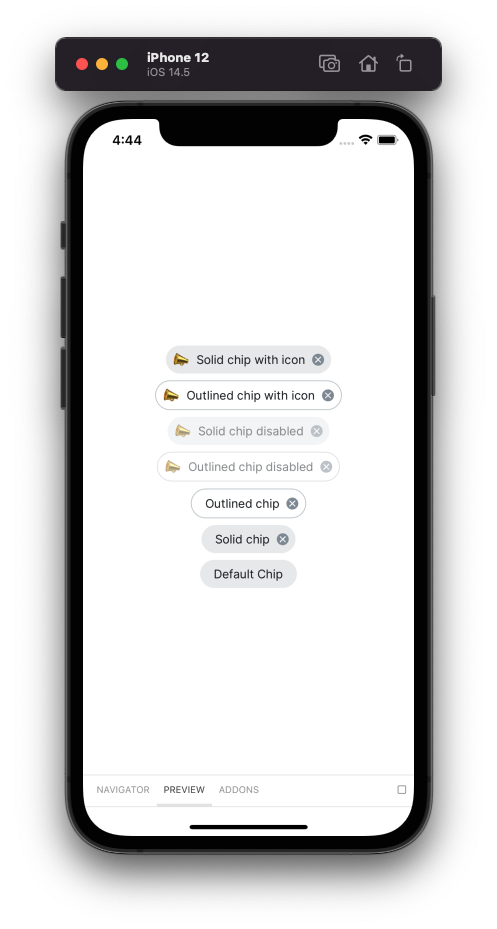 iPhone 12
iOS 14.5
4:44
Solid chip with icon
Outlined chip with icon
Solid chip disabled
Outlined chip disabled
Outlined chip
Solid chip
Default Chip
NAVIGATOR PREVIEW ADDONS